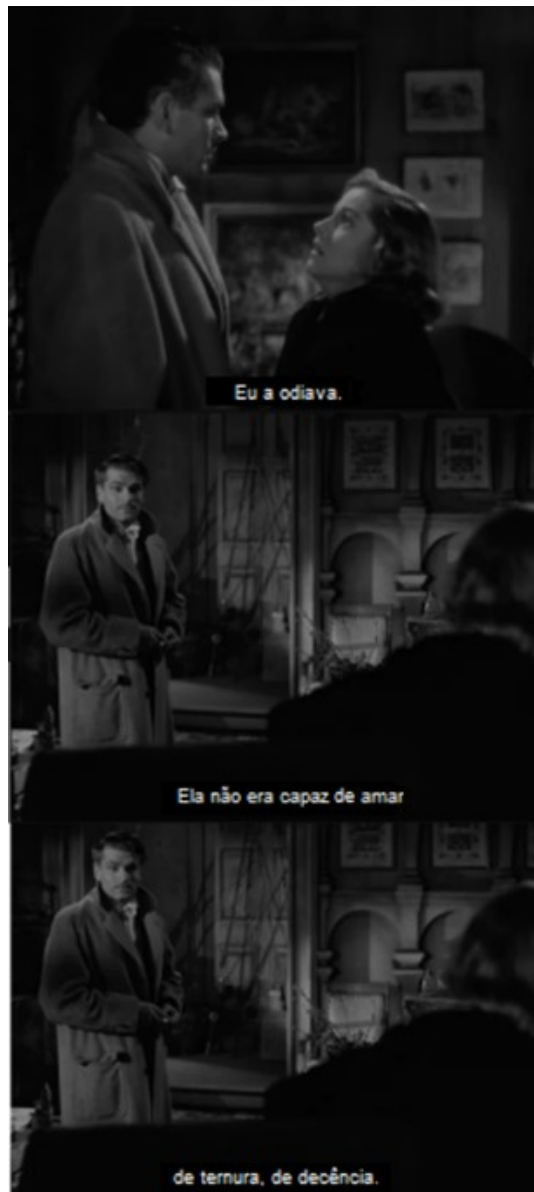 Eu a odiava.
Ela não era capaz de amar
de ternura, de decência.